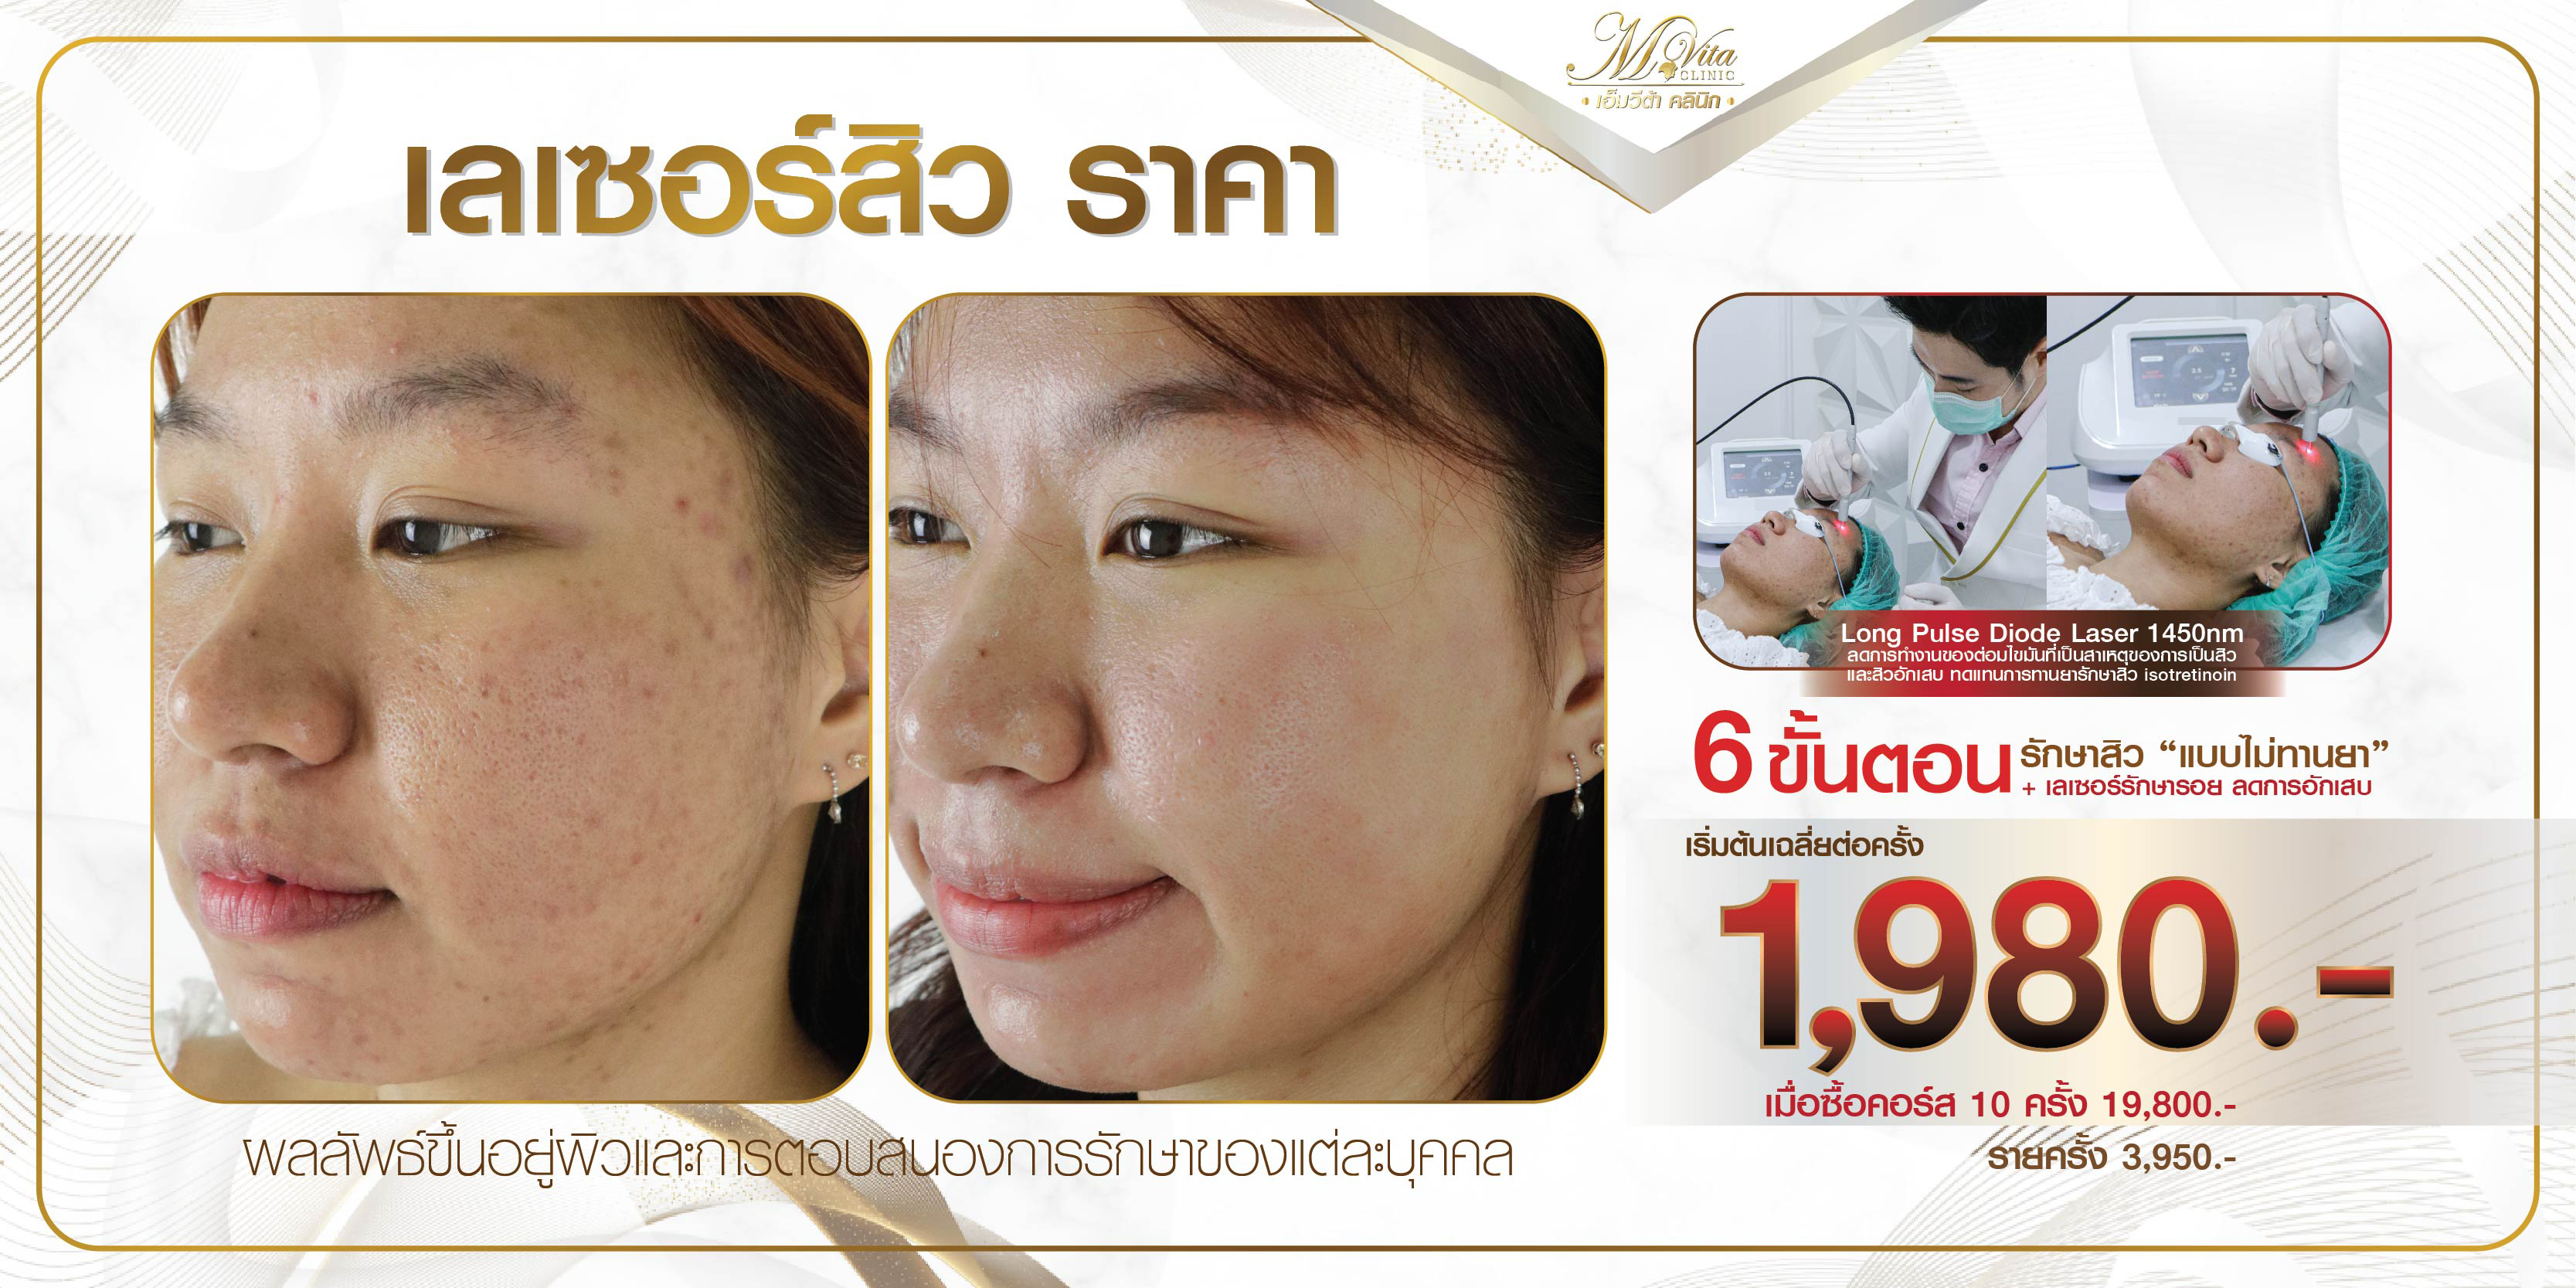 M Vita
CLINIC
เอ็มวีต้า คลินิก
เลเซอร์สิว ราคา
Long Pulse Diode Laser 1450nm
ลดการทำงานของต่อมไขมันที่เป็นสาเหตุของการเป็นสิว
และสิวอักเสบ ทดแทนการทานยารักษาสิว isotretinoin
6 ขั้นตอน รักษาสิว “แบบไม่ทานยา”
+ เลเซอร์รักษารอย ลดการอักเสบ
เริ่มต้นเฉลี่ยต่อครั้ง
1,980.-
เมื่อซื้อคอร์ส 10 ครั้ง 19,800.-
รายครั้ง 3,950.-
ผลลัพธ์ขึ้นอยู่ผิวและการตอบสนองการรักษาของแต่ละบุคคล